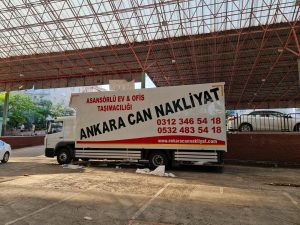 ASANSÖRLÜ EV & OFİS
TAŞIMACILIĞI
ANKARA CAN NAKLİYAT
0312 346 54 18
0532 483 54 18
www.ankaracannakliyat.com